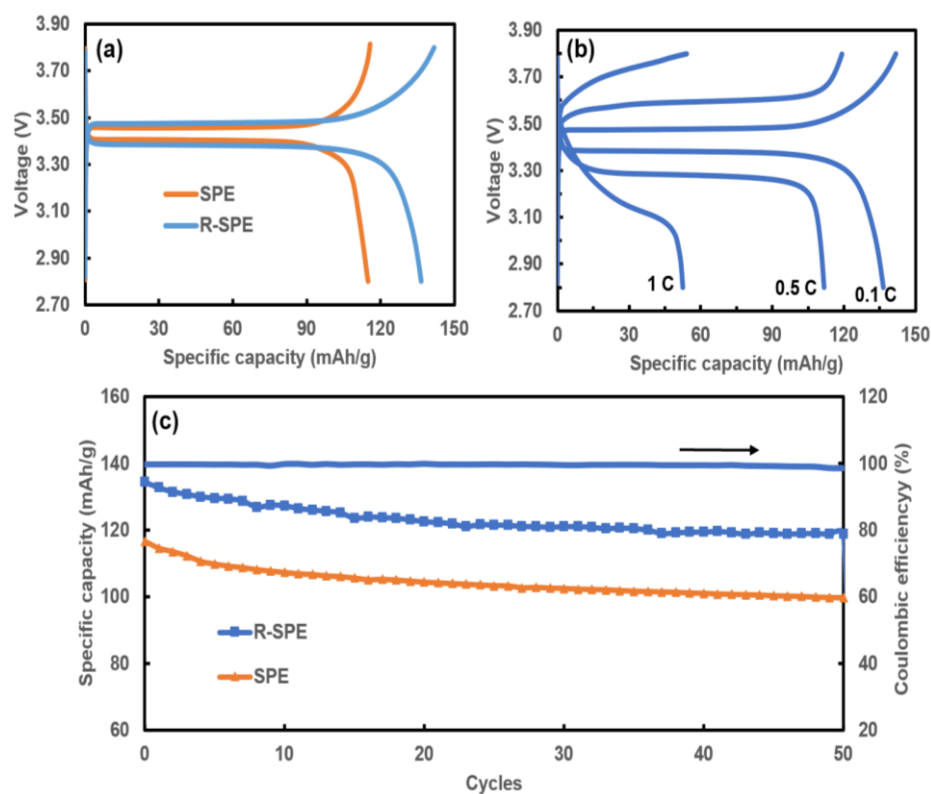 (a)
3.90
3.70
3.50
3.30
3.10
2.90
2.70
Voltage (V)
SPE
R-SPE
0 30 60 90 120 150
Specific capacity (mAh/g)
(b)
3.90
3.70
3.50
3.30
3.10
2.90
2.70
Voltage (V)
1 C 0.5 C 0.1 C
0 30 60 90 120 150
Specific capacity (mAh/g)
(c)
160
140
120
100
80
60
Specific capacity (mAh/g)
R-SPE
SPE
120
100
80
60
40
20
Coulombic efficiencyy (%)
0 10 20 30 40 50
Cycles